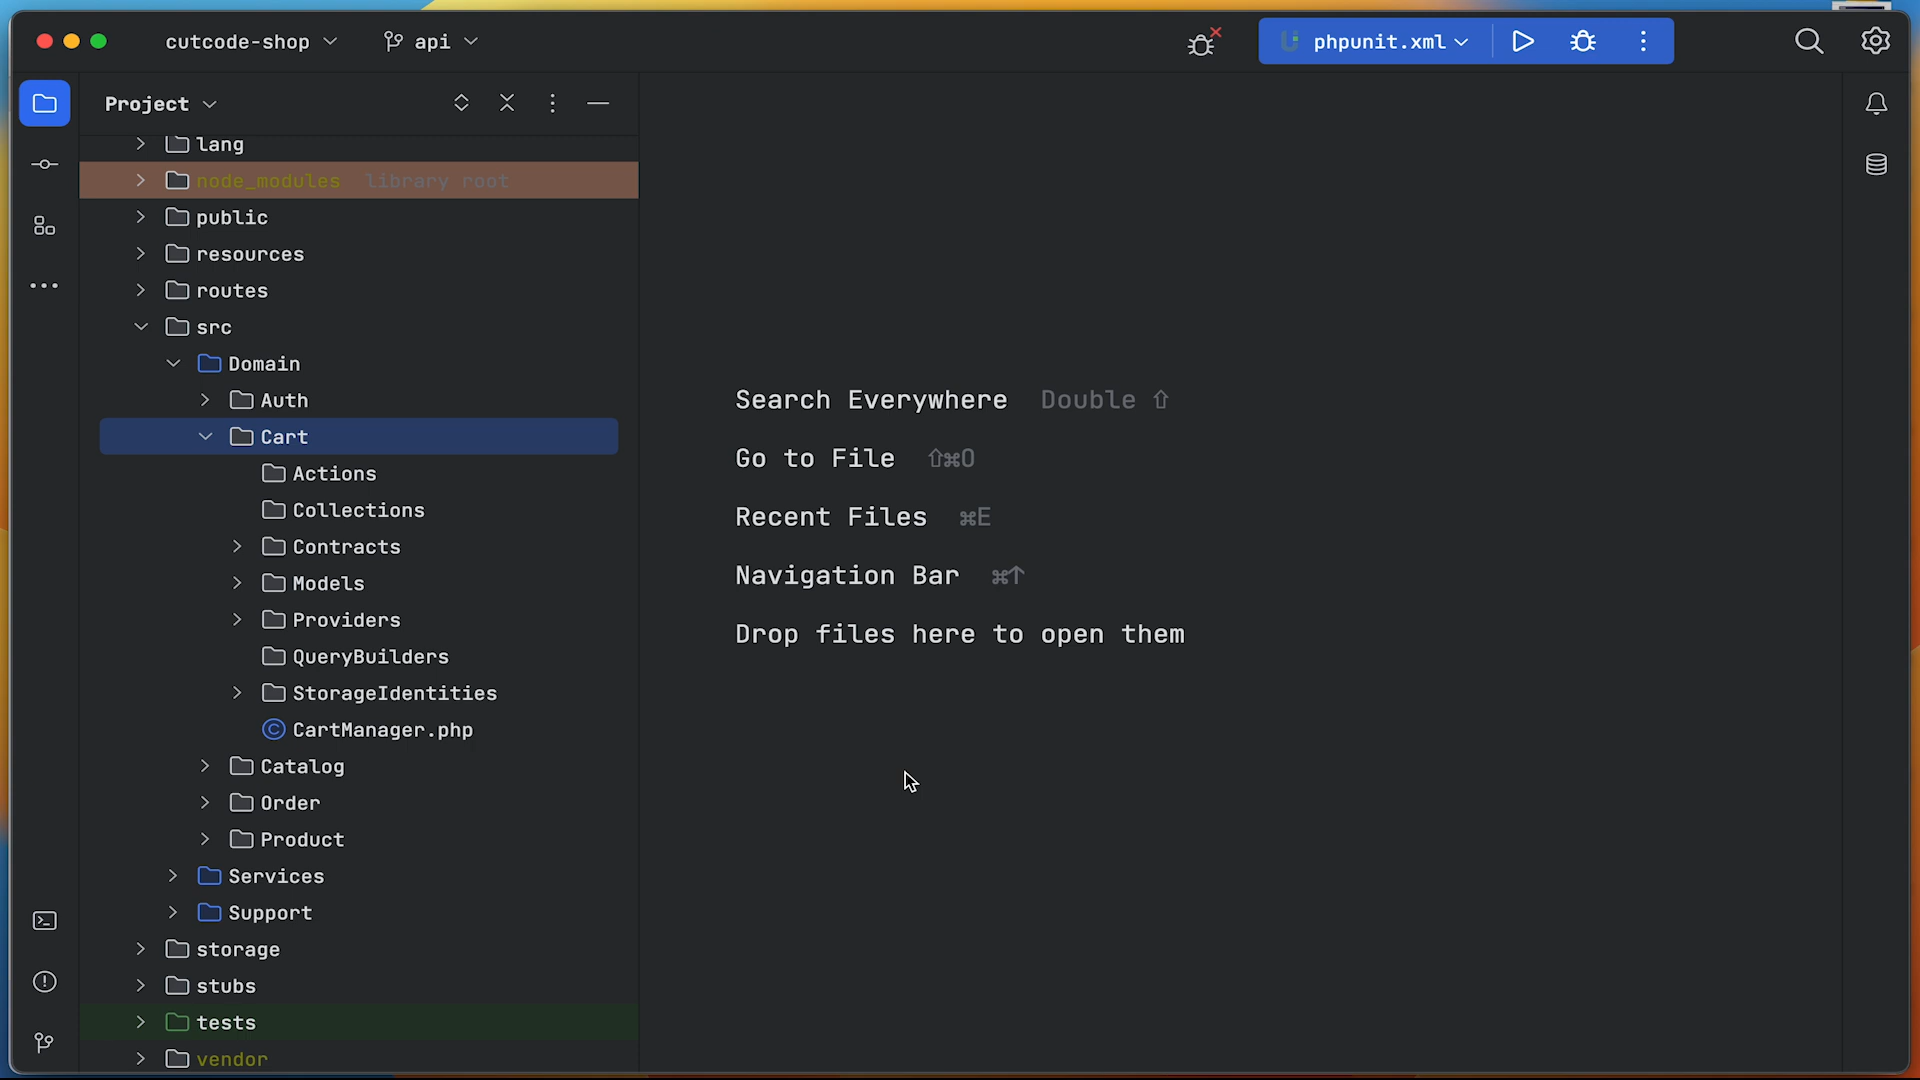 cutcode-shop api phpunit.xml
Project
lang
node_modules library root
public
resources
routes
src
Domain
Auth
Cart
Actions
Collections
Contracts
Models
Providers
QueryBuilders
StorageIdentities
CartManager.php
Catalog
Order
Product
Services
Support
storage
stubs
tests
vendor
Search Everywhere Double ⇧
Go to File ⇧⌘O
Recent Files ⌘E
Navigation Bar ⌘↑
Drop files here to open them